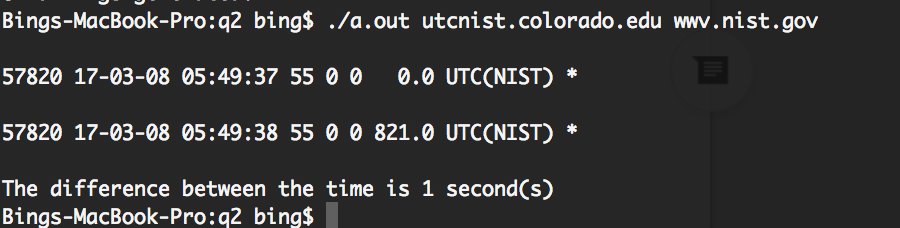 Bings-MacBook-Pro:q2 bing$ ./a.out utcnist.colorado.edu wwv.nist.gov
57820 17-03-08 05:49:37 55 0 0   0.0 UTC(NIST) *
57820 17-03-08 05:49:38 55 0 0 821.0 UTC(NIST) *
The difference between the time is 1 second(s)
Bings-MacBook-Pro:q2 bing$